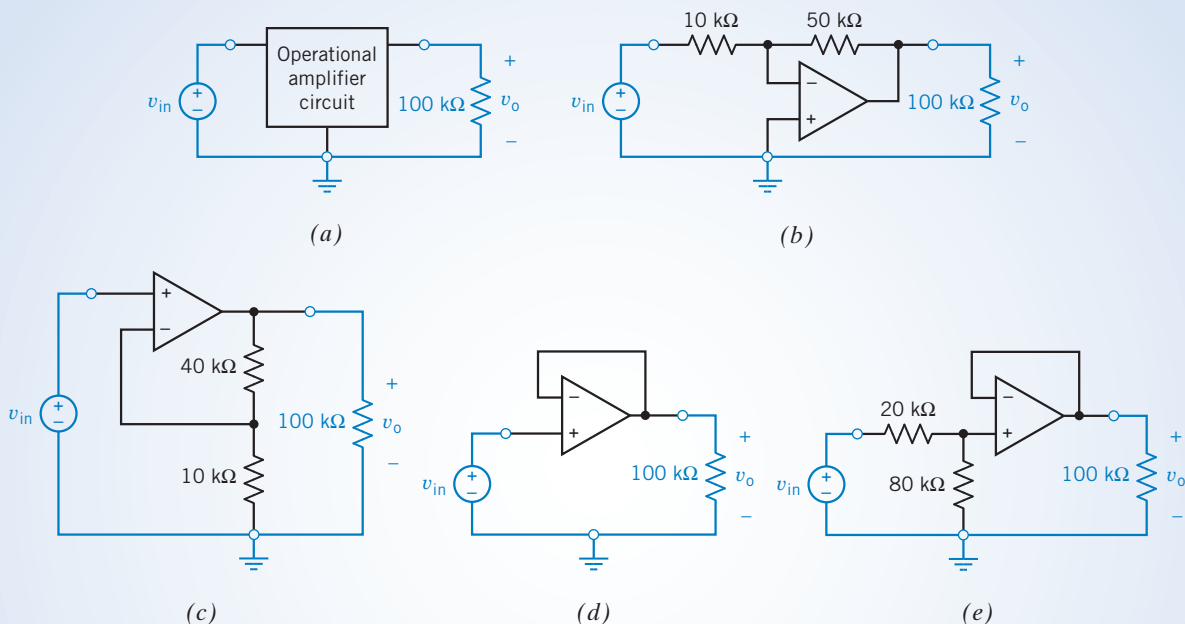 Operational
amplifier
circuit
v_in
+
−
100 kΩ
+
v_o
−
(a)
10 kΩ
50 kΩ
−
+
v_in
+
−
100 kΩ
+
v_o
−
(b)
+
−
40 kΩ
10 kΩ
v_in
+
−
100 kΩ
+
v_o
−
(c)
−
+
v_in
+
−
100 kΩ
+
v_o
−
(d)
20 kΩ
80 kΩ
−
+
v_in
+
−
100 kΩ
+
v_o
−
(e)